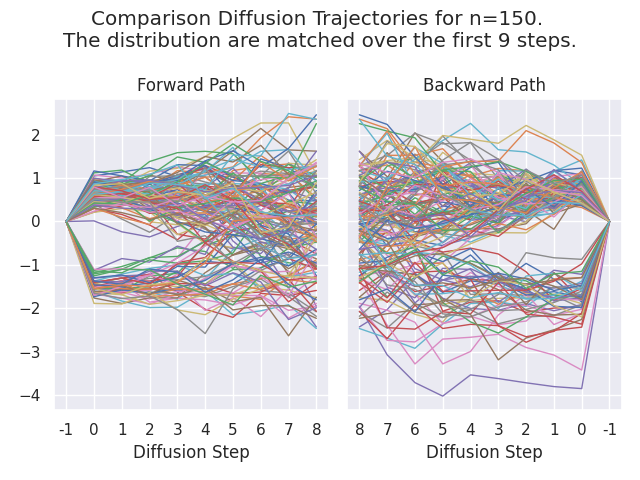 Comparison Diffusion Trajectories for n=150.
The distribution are matched over the first 9 steps.
Forward Path
Backward Path
2
1
0
−1
−2
−3
−4
-1 0 1 2 3 4 5 6 7 8
8 7 6 5 4 3 2 1 0 -1
Diffusion Step
Diffusion Step